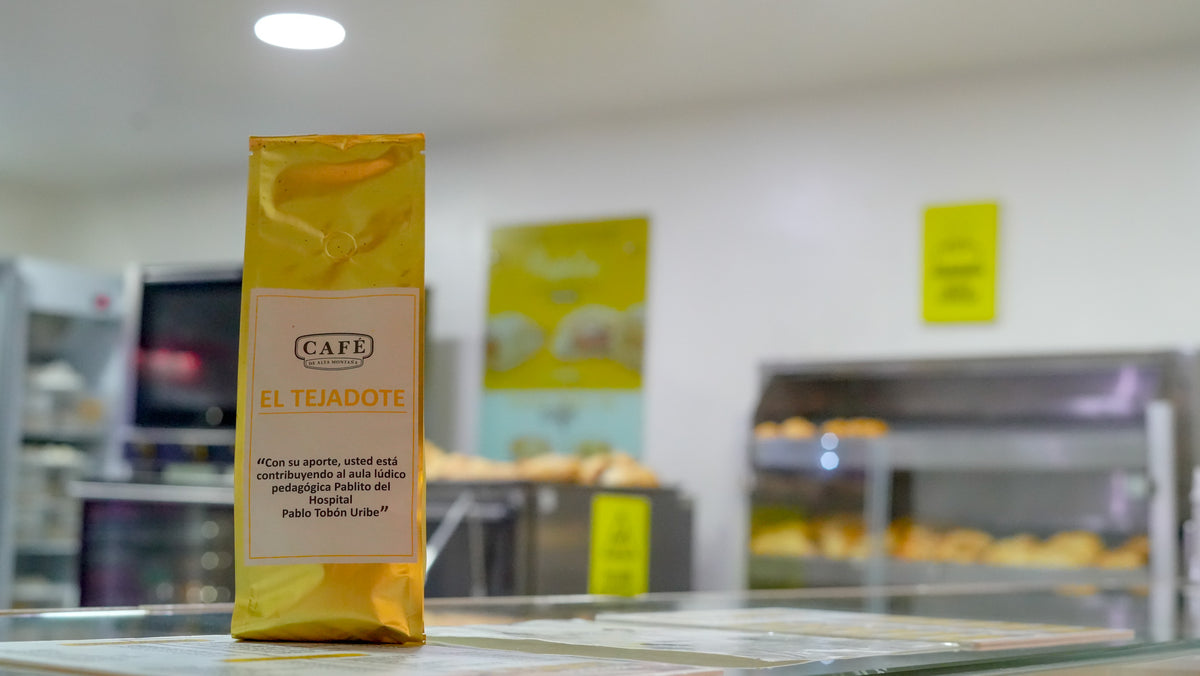 CAFÉ
DE ALTA MONTAÑA
EL TEJADOTE
“Con su aporte, usted está
contribuyendo al aula lúdico
pedagógica Pablito del
Hospital
Pablo Tobón Uribe”